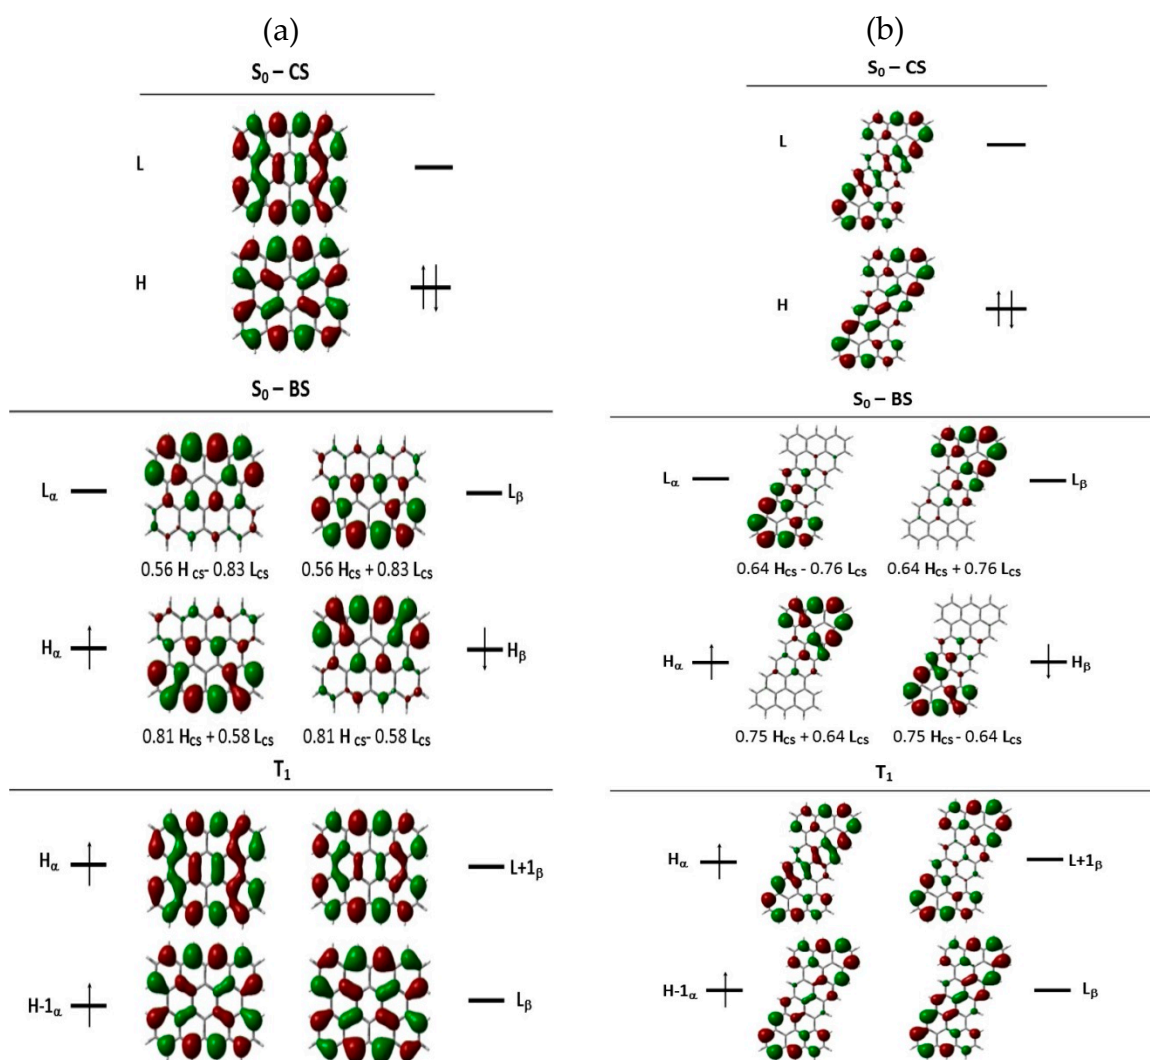 (a)
S₀ – CS
L
H
S₀ – BS
Lα
Lβ
0.56 H CS- 0.83 LCS
0.56 HCS + 0.83 LCS
Hα
Hβ
0.81 HCS + 0.58 LCS
0.81 H CS- 0.58 LCS
T₁
Hα
L+1β
H-1α
Lβ
(b)
S₀ – CS
L
H
S₀ – BS
Lα
Lβ
0.64 HCS - 0.76 LCS
0.64 HCS + 0.76 LCS
Hα
Hβ
0.75 HCS + 0.64 LCS
0.75 HCS - 0.64 LCS
T₁
Hα
L+1β
H-1α
Lβ